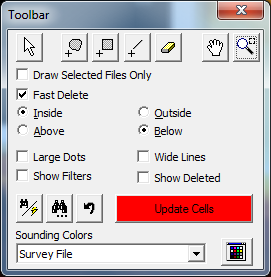 Toolbar
Draw Selected Files Only
Fast Delete
Inside Outside
Above Below
Large Dots Wide Lines
Show Filters Show Deleted
Update Cells
Sounding Colors
Survey File